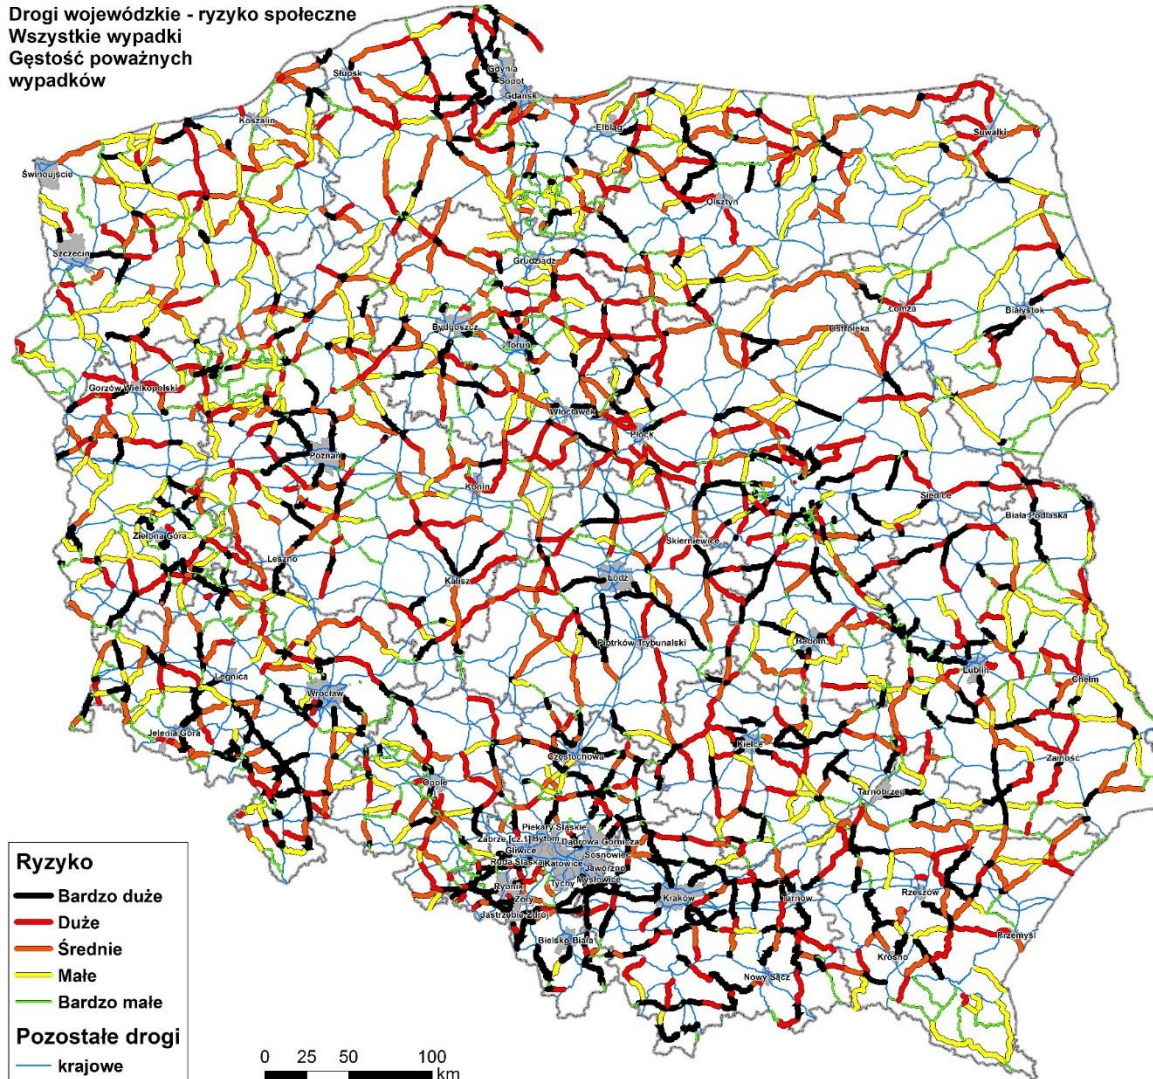 Drogi wojewódzkie - ryzyko społeczne
Wszystkie wypadki
Gęstość poważnych
wypadków
Gdynia
Sopot
Słupsk
Gdańsk
Koszalin
Elbląg
Suwałki
Świnoujście
Olsztyn
Szczecin
Grudziądz
Łomża
Białystok
Bydgoszcz
Ostrołęka
Toruń
Gorzów Wielkopolski
Włocławek
Płock
Poznań
Konin
Siedlce
Biała Podlaska
Zielona Góra
Skierniewice
Leszno
Kalisz
Łódź
Piotrków Trybunalski
Radom
Lublin
Legnica
Chełm
Wrocław
Jelenia Góra
Kielce
Częstochowa
Zamość
Opole
Tarnobrzeg
Piekary Śląskie
Zabrze [cz.1]
Bytom
Dąbrowa Górnicza
Gliwice
Sosnowiec
Ruda Śląska
Katowice
Jaworzno
Mysłowice
Rybnik
Tychy
Rzeszów
Żory
Kraków
Tarnów
Jastrzębie Zdrój
Przemyśl
Bielsko-Biała
Krosno
Nowy Sącz
Ryzyko
Bardzo duże
Duże
Średnie
Małe
Bardzo małe
Pozostałe drogi
krajowe
0 25 50 100
km